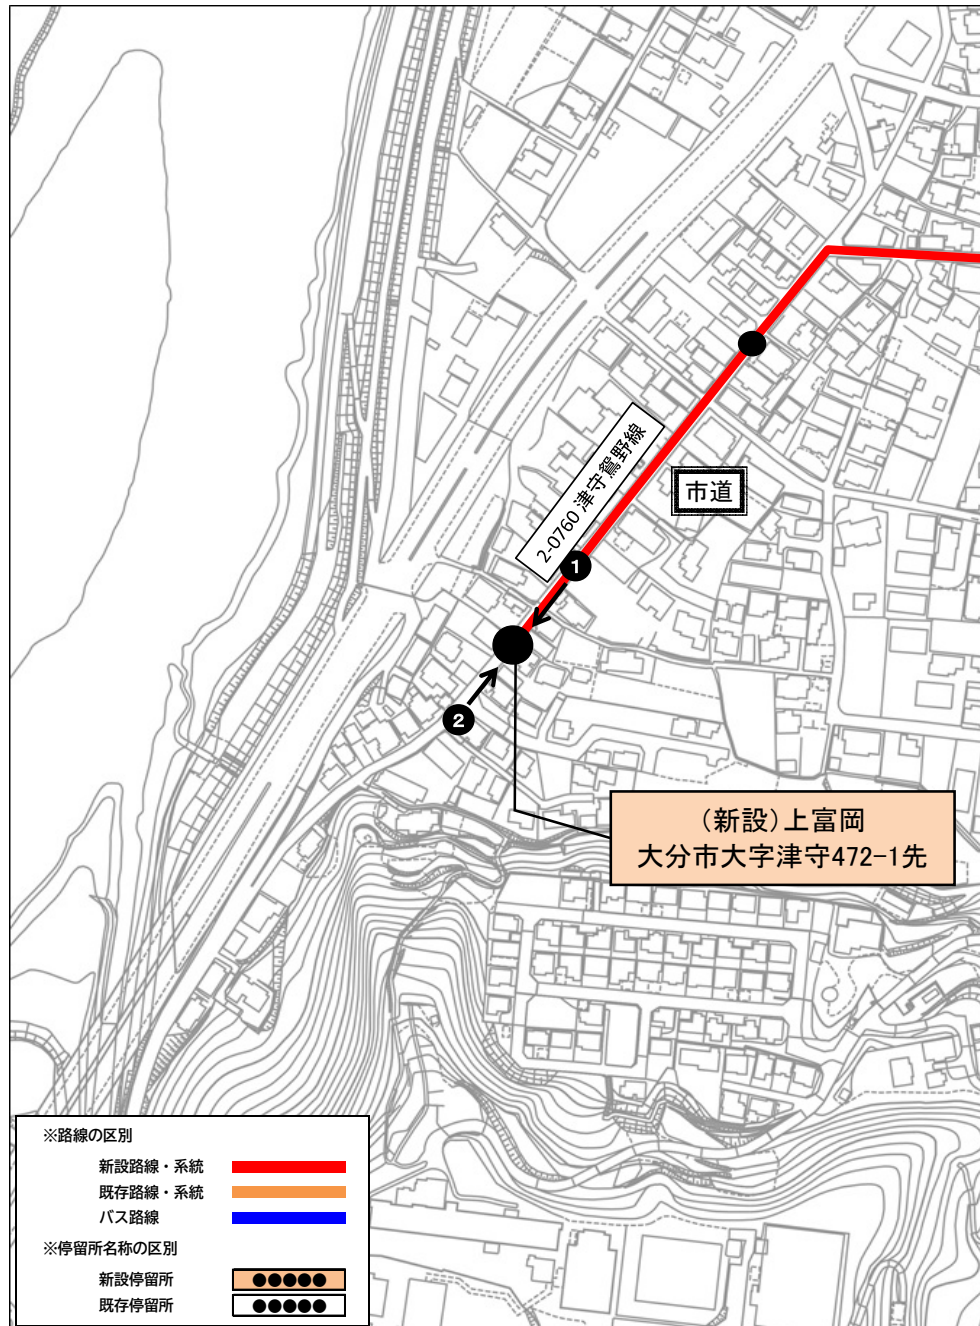 2-0760 津守鴛野線
市道
1
2
（新設）上富岡
大分市大字津守472-1先
※路線の区別
新設路線・系統
既存路線・系統
バス路線
※停留所名称の区別
新設停留所 ●●●●●
既存停留所 ●●●●●